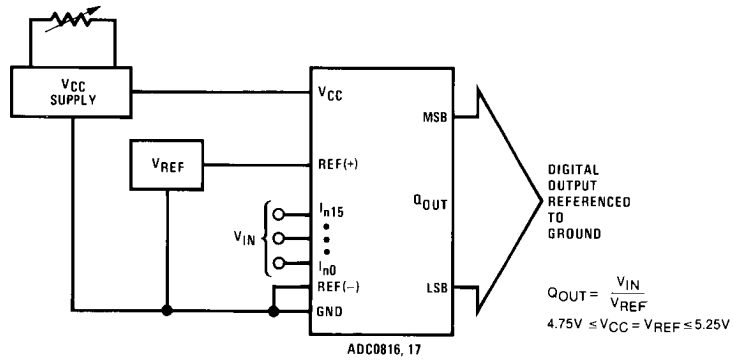 VCC
SUPPLY
VREF
VIN
VCC
REF(+)
In15
In0
REF(−)
GND
MSB
QOUT
LSB
ADC0816, 17
DIGITAL
OUTPUT
REFERENCED
TO
GROUND
QOUT = VIN / VREF
4.75V ≤ VCC = VREF ≤ 5.25V